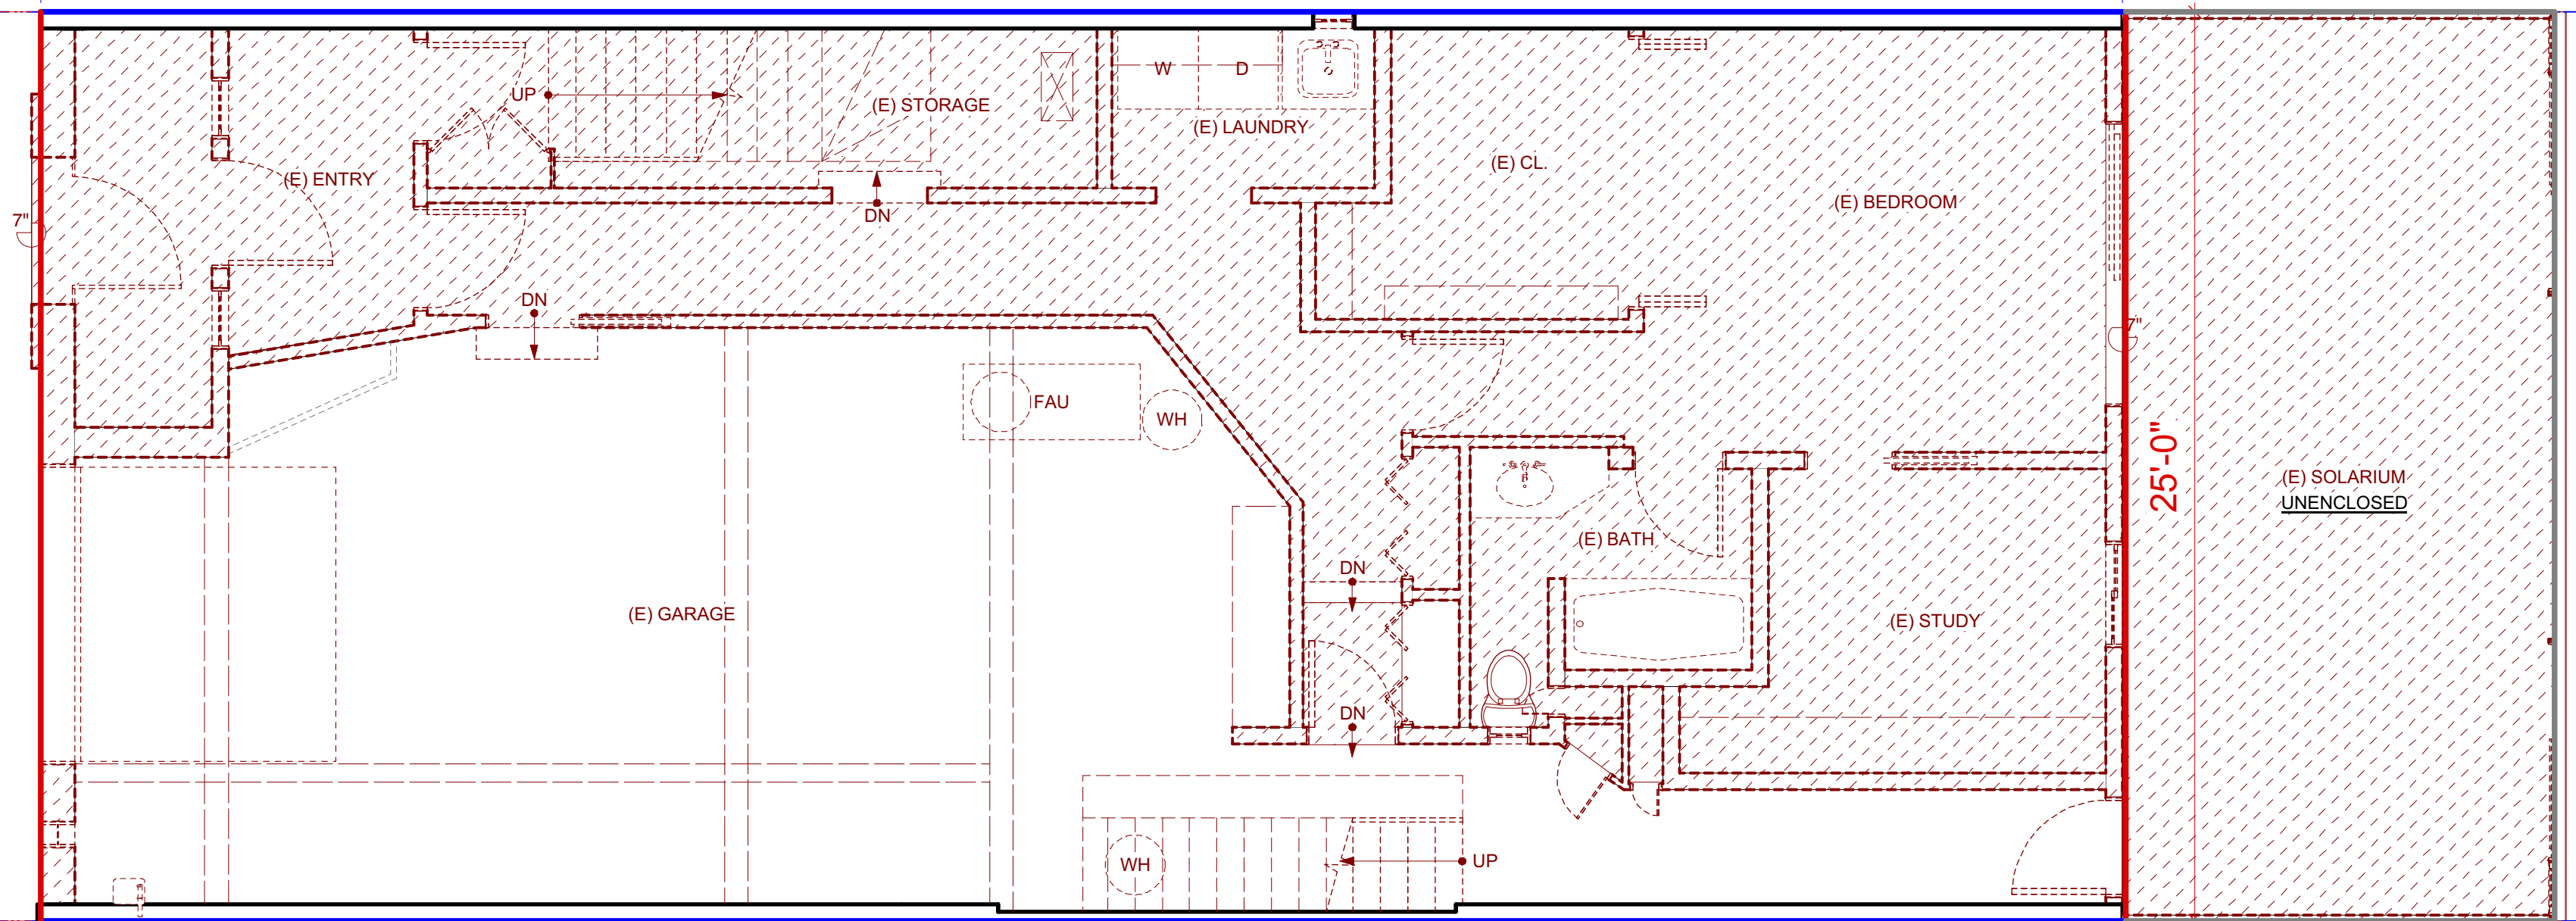 W
D
UP
(E) STORAGE
(E) LAUNDRY
(E) CL.
(E) ENTRY
(E) BEDROOM
7"
DN
DN
7"
FAU
WH
25'-0"
(E) SOLARIUM
UNENCLOSED
(E) BATH
DN
(E) GARAGE
(E) STUDY
DN
WH
UP